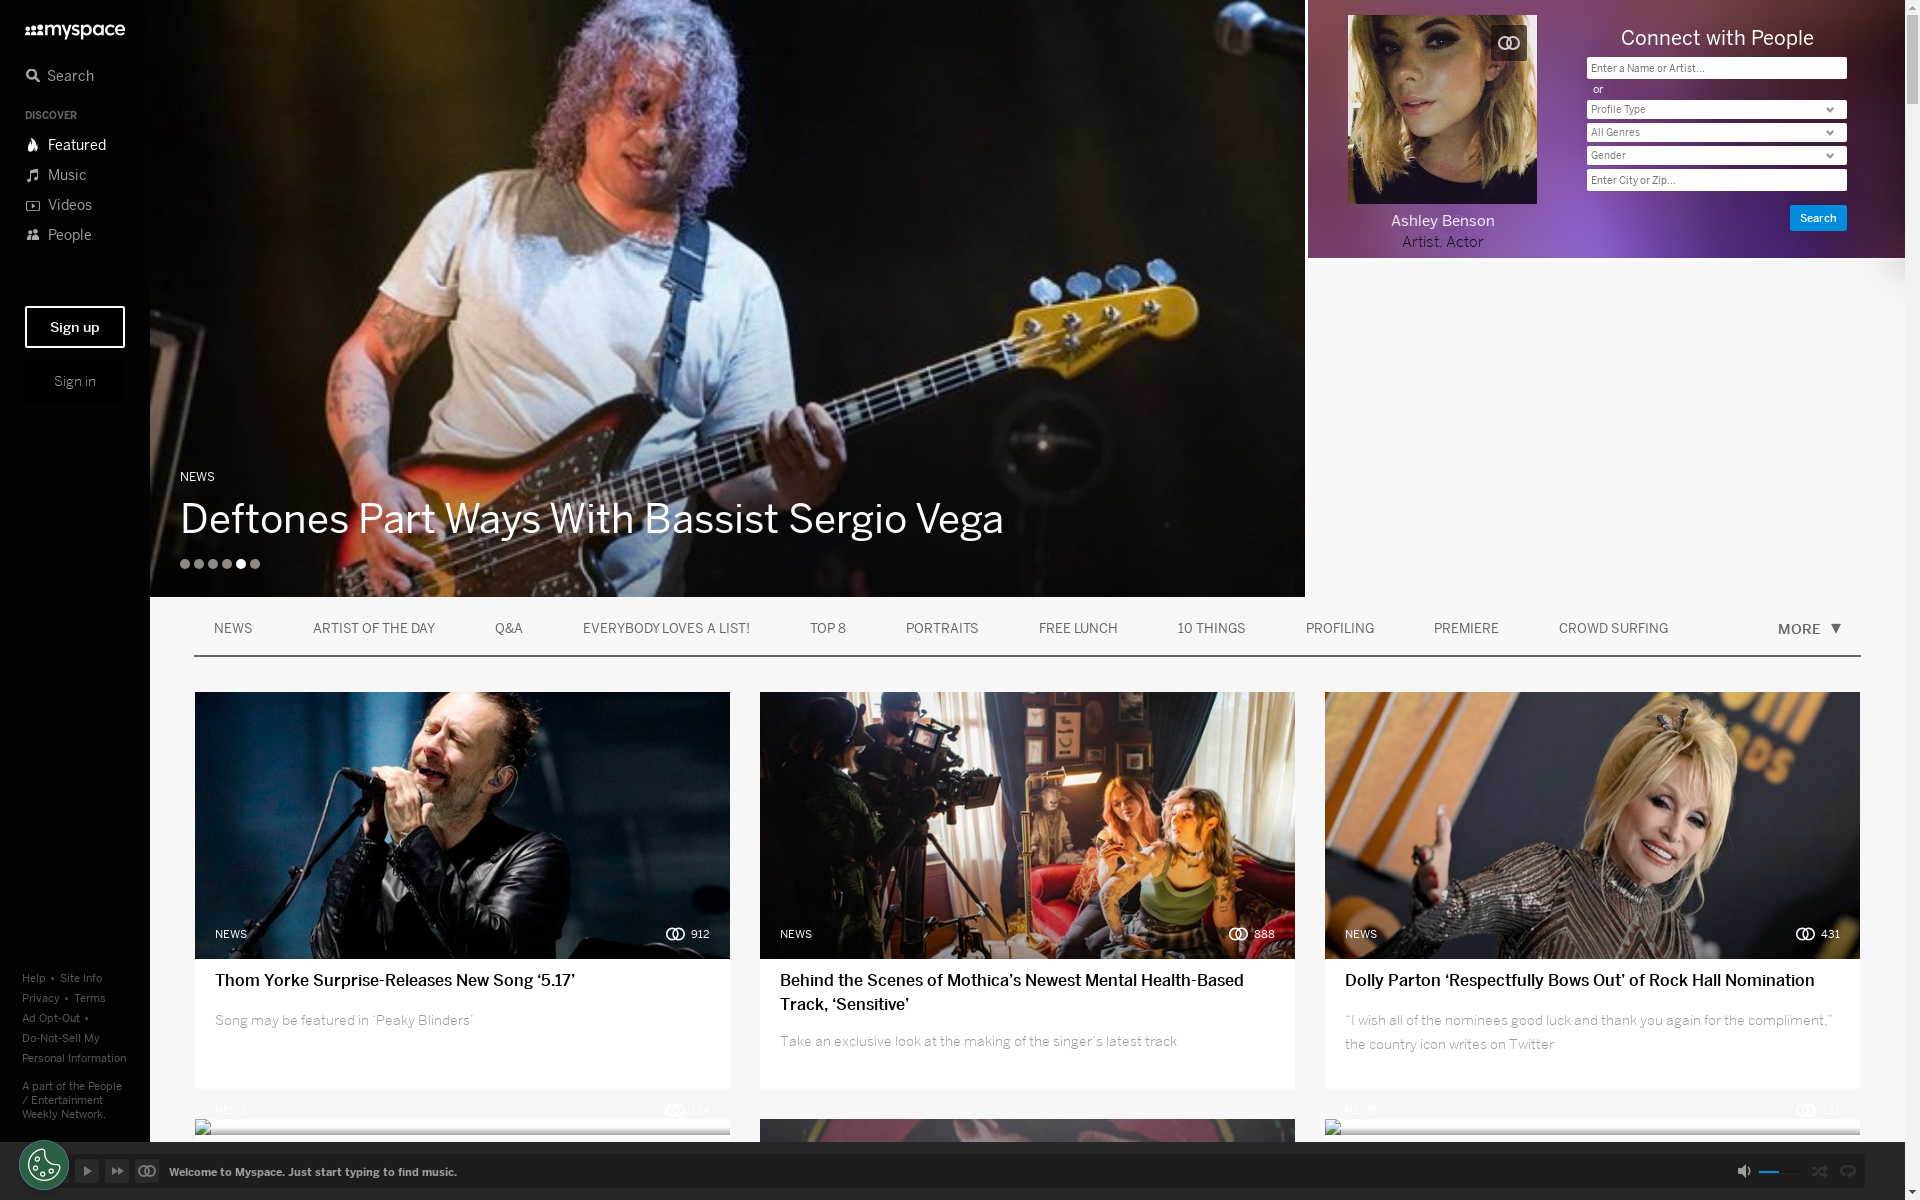 myspace
Search
DISCOVER
Featured
Music
Videos
People
Sign up
Sign in
Help • Site Info
Privacy • Terms
Ad Opt-Out •
Do-Not-Sell My
Personal Information
A part of the People
/ Entertainment
Weekly Network.
NEWS
Deftones Part Ways With Bassist Sergio Vega
Ashley Benson
Artist, Actor
Connect with People
Enter a Name or Artist...
or
Profile Type
All Genres
Gender
Enter City or Zip...
Search
NEWS ARTIST OF THE DAY Q&A EVERYBODY LOVES A LIST! TOP 8 PORTRAITS FREE LUNCH 10 THINGS PROFILING PREMIERE CROWD SURFING MORE ▼
NEWS 912
Thom Yorke Surprise-Releases New Song ‘5.17’
Song may be featured in ‘Peaky Blinders’
NEWS 888
Behind the Scenes of Mothica’s Newest Mental Health-Based
Track, ‘Sensitive’
Take an exclusive look at the making of the singer’s latest track
NEWS 431
Dolly Parton ‘Respectfully Bows Out’ of Rock Hall Nomination
“I wish all of the nominees good luck and thank you again for the compliment,”
the country icon writes on Twitter
NEWS
NEWS
Welcome to Myspace. Just start typing to find music.